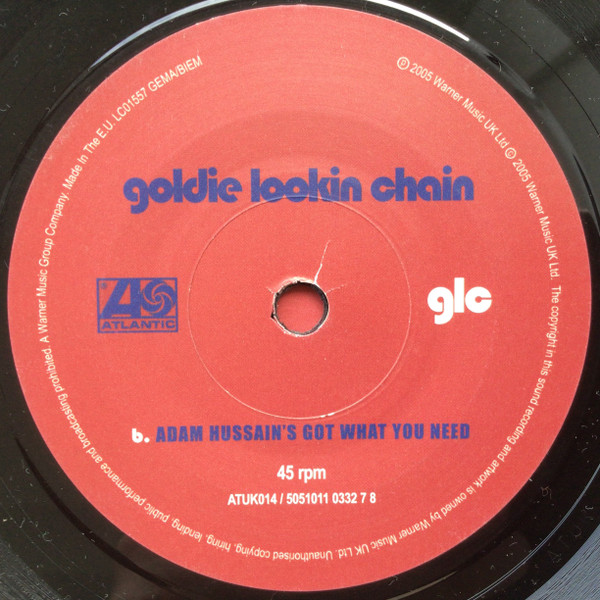 goldie lookin chain
ATLANTIC
glc
b. ADAM HUSSAIN'S GOT WHAT YOU NEED
45 rpm
ATUK014 / 5051011 0332 7 8
℗ 2005 Warner Music UK Ltd © 2005 Warner Music UK Ltd. The copyright in this sound recording and artwork is owned by Warner Music UK Ltd. Unauthorised copying, hiring, lending, public performance and broadcasting prohibited. A Warner Music Group Company. Made In The E.U. LC01557 GEMA/BIEM